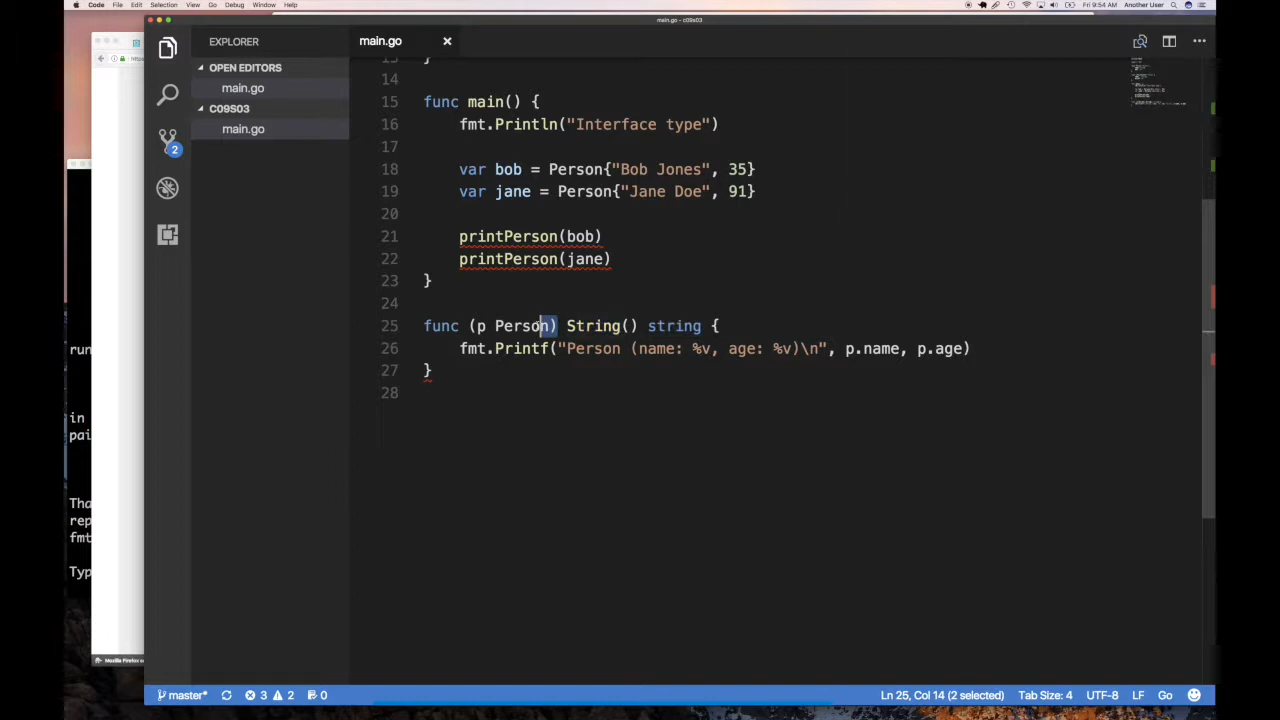 Code File Edit Selection View Go Debug Window Help
Fri 9:54 AM Another User
main.go - c09s03
EXPLORER
main.go
OPEN EDITORS
main.go
C09S03
main.go
2
13 }
14
15 func main() {
16 fmt.Println("Interface type")
17
18 var bob = Person{"Bob Jones", 35}
19 var jane = Person{"Jane Doe", 91}
20
21 printPerson(bob)
22 printPerson(jane)
23 }
24
25 func (p Person) String() string {
26 fmt.Printf("Person (name: %v, age: %v)\n", p.name, p.age)
27 }
28
https
run
in
pai
Tha
rep
fmt
Typ
Mozilla Firefox
master* 3 2 0
Ln 25, Col 14 (2 selected) Tab Size: 4 UTF-8 LF Go